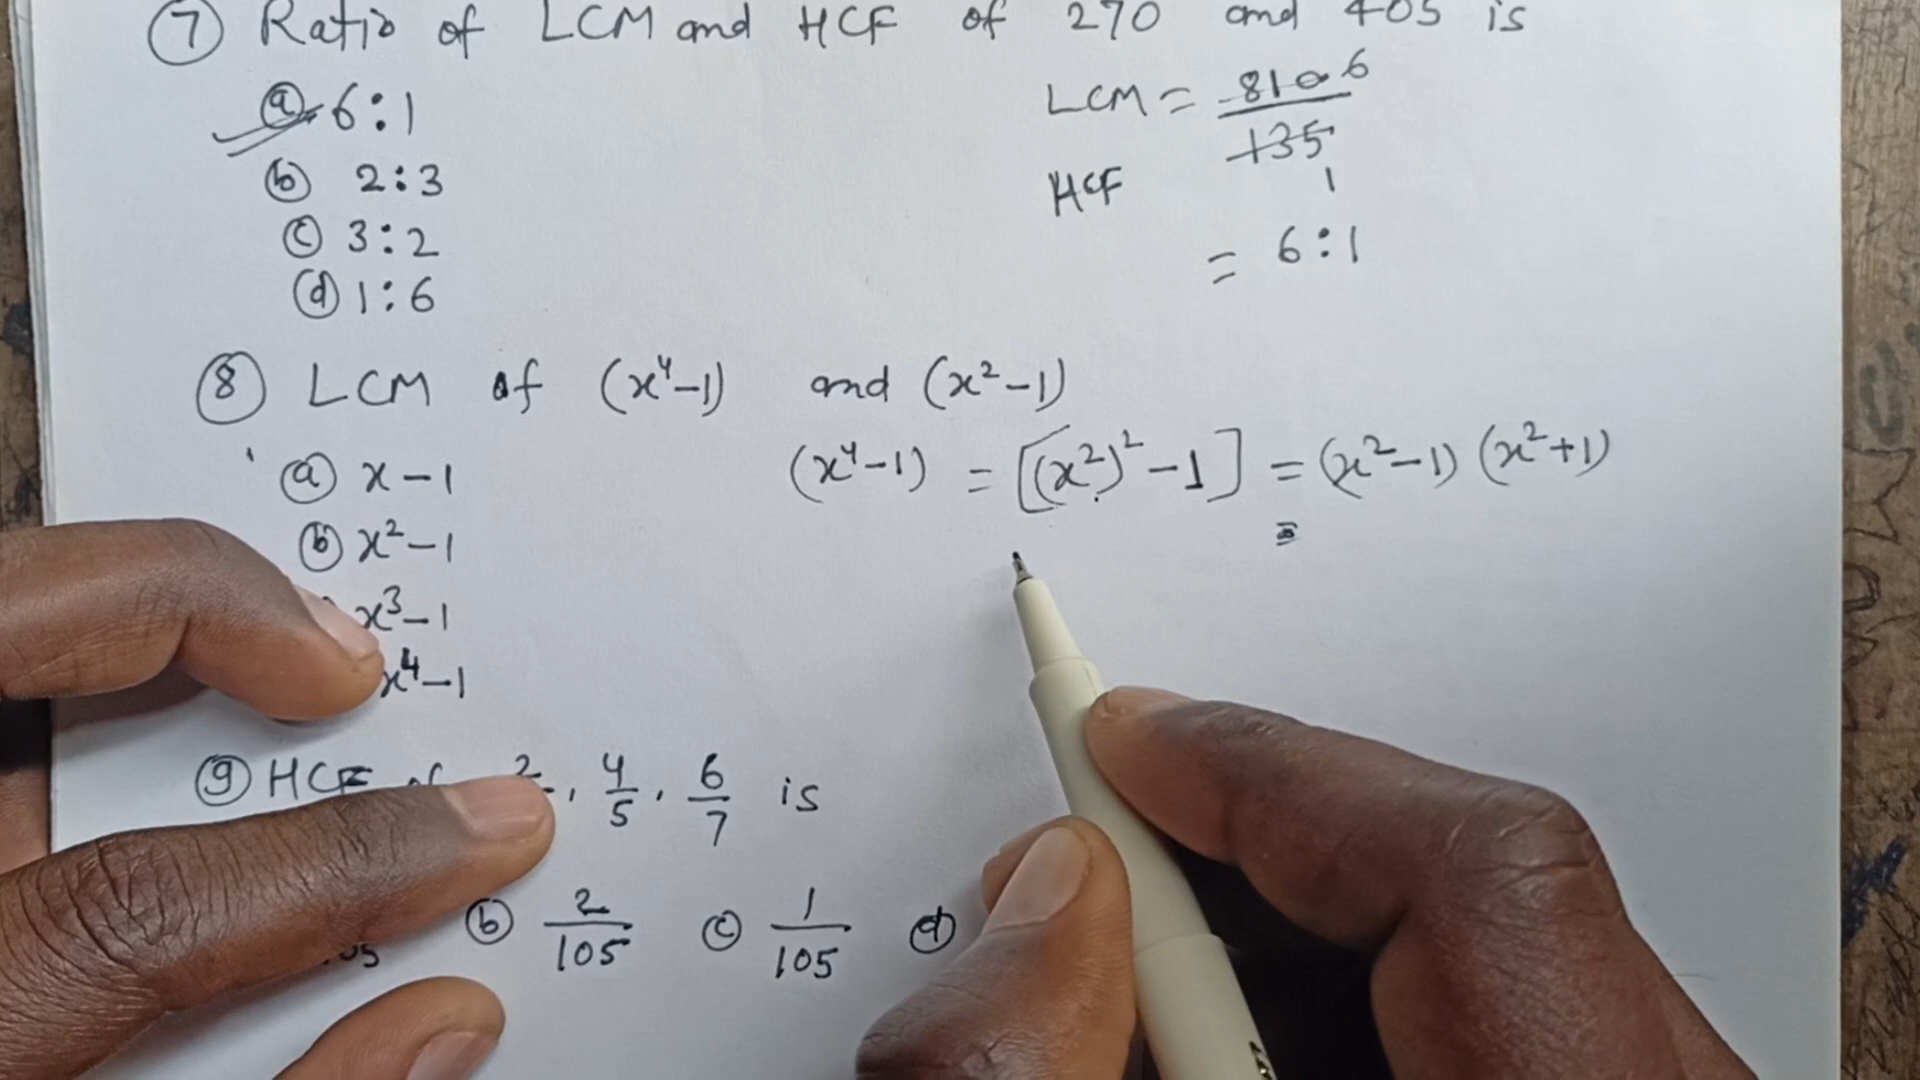 ⑦ Ratio of LCM and HCF of 270 and 405 is
ⓐ 6:1
ⓑ 2:3
ⓒ 3:2
ⓓ 1:6
LCM = 810 6
135
HCF 1
= 6:1
⑧ LCM of (x⁴-1) and (x²-1)
ⓐ x-1
ⓑ x²-1
x³-1
x⁴-1
(x⁴-1) = [(x²)²-1] = (x²-1) (x²+1)
=
⑨ HCF of 2 , 4/5 , 6/7 is
ⓑ 2/105 ⓒ 1/105 ⓓ